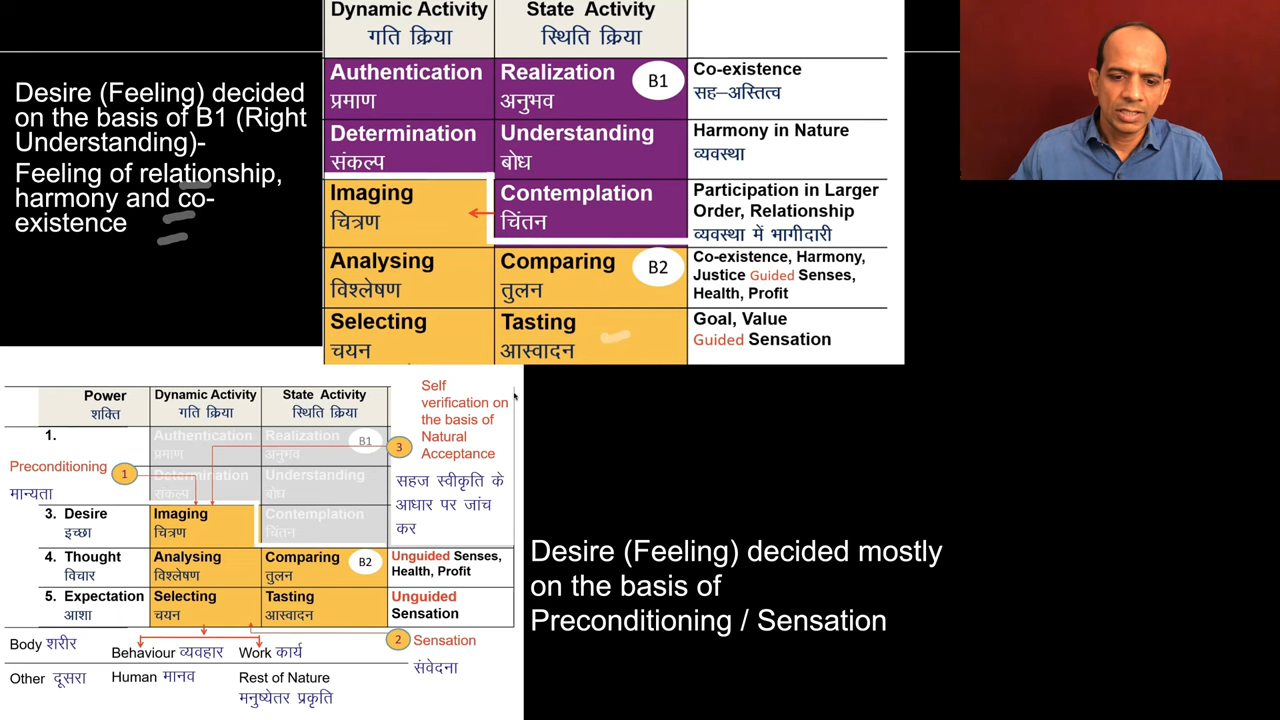 Dynamic Activity State Activity
गति क्रिया स्थिति क्रिया
Desire (Feeling) decided
on the basis of B1 (Right
Understanding)-
Feeling of relationship,
harmony and co-
existence
Authentication Realization B1 Co-existence
प्रमाण अनुभव सह–अस्तित्व
Determination Understanding Harmony in Nature
संकल्प बोध व्यवस्था
Imaging Contemplation Participation in Larger
Order, Relationship
चित्रण चिंतन व्यवस्था में भागीदारी
Analysing Comparing B2 Co-existence, Harmony,
Justice Guided Senses,
विश्लेषण तुलन Health, Profit
Selecting Tasting Goal, Value
चयन आस्वादन Guided Sensation
Power Dynamic Activity State Activity
शक्ति गति क्रिया स्थिति क्रिया
Self
verification on
the basis of
Natural
Acceptance
सहज स्वीकृति के
आधार पर जांच
कर
1. Authentication Realization B1 3
प्रमाण अनुभव
Preconditioning 1 Determination Understanding
मान्यता संकल्प बोध
3. Desire Imaging Contemplation
इच्छा चित्रण चिंतन
4. Thought Analysing Comparing B2 Unguided Senses,
Health, Profit
विचार विश्लेषण तुलन
5. Expectation Selecting Tasting Unguided
Sensation
आशा चयन आस्वादन
Body शरीर Behaviour व्यवहार Work कार्य 2 Sensation
संवेदना
Other दूसरा Human मानव Rest of Nature
मनुष्येतर प्रकृति
Desire (Feeling) decided mostly
on the basis of
Preconditioning / Sensation